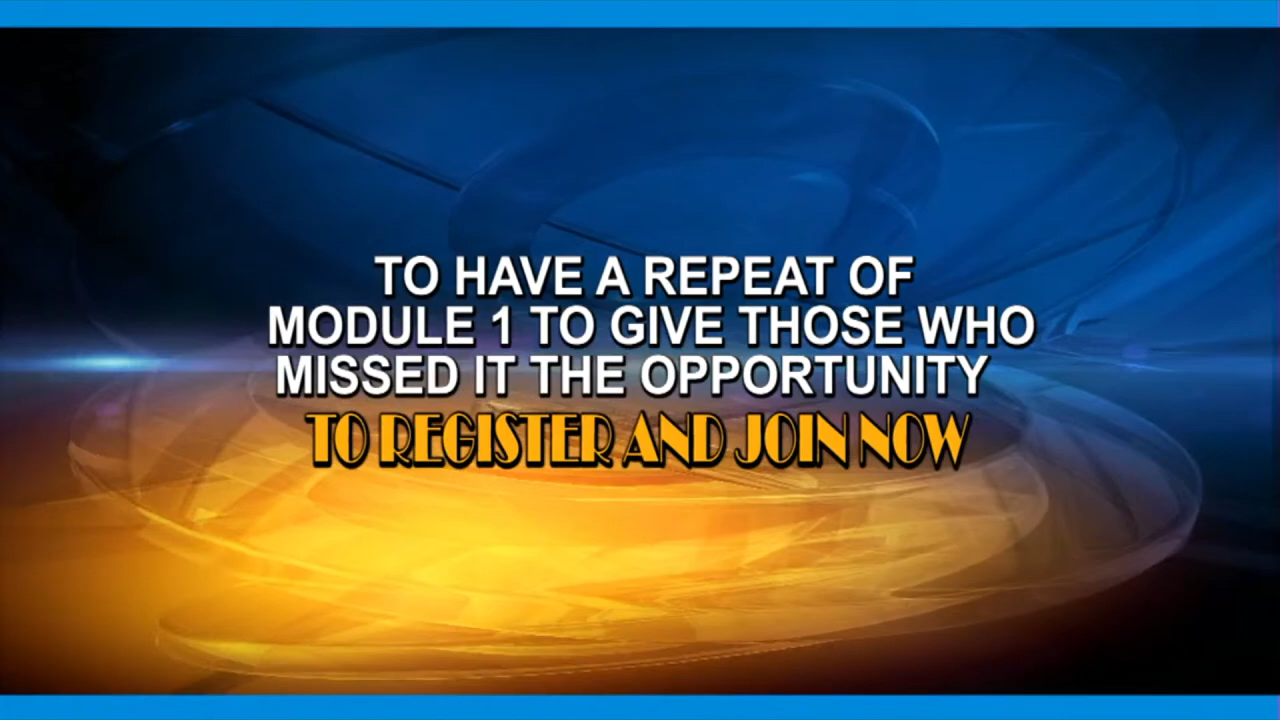 TO HAVE A REPEAT OF
MODULE 1 TO GIVE THOSE WHO
MISSED IT THE OPPORTUNITY
TO REGISTER AND JOIN NOW